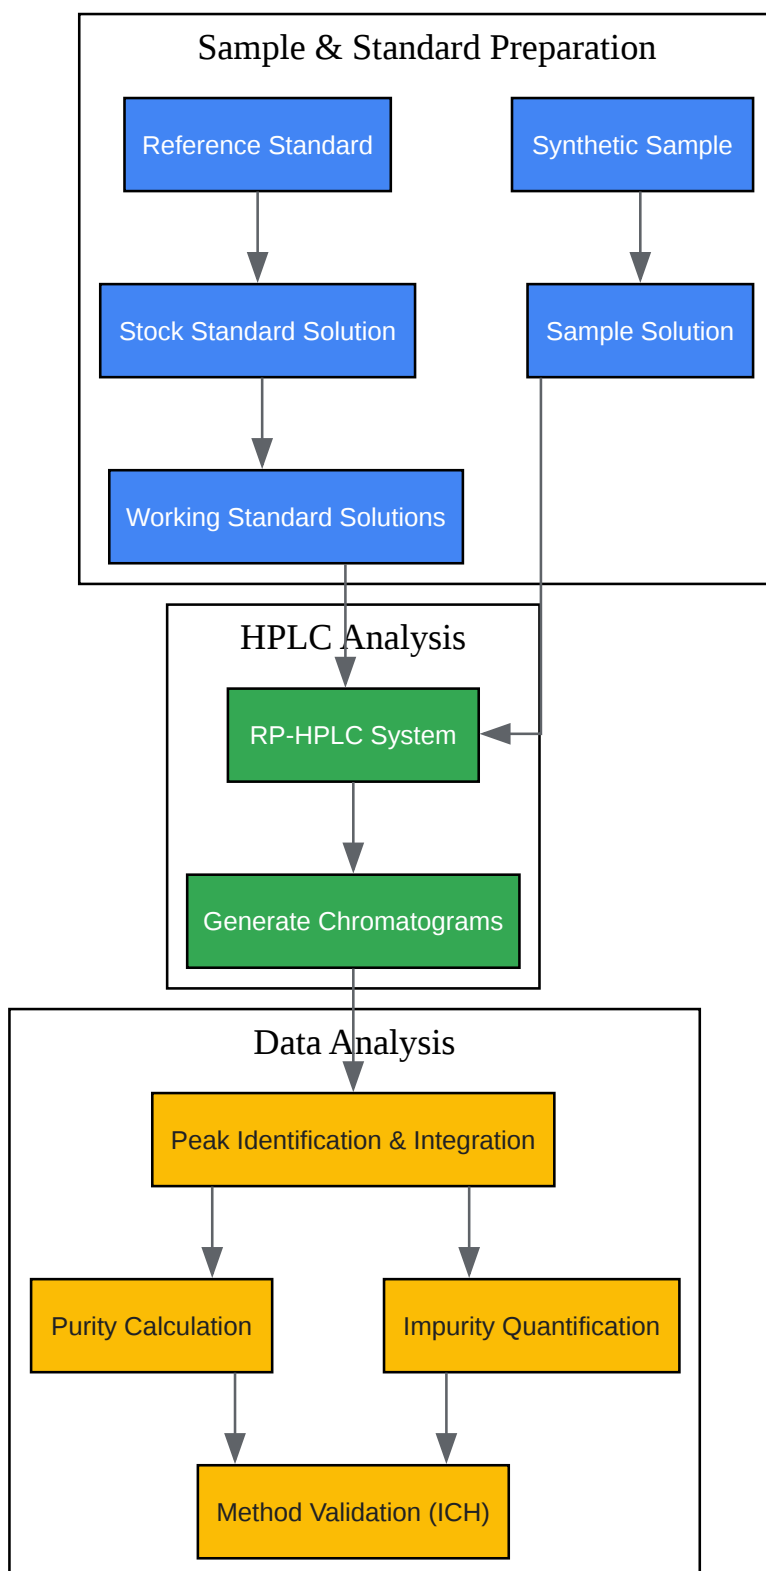 Sample & Standard Preparation
Reference Standard
Synthetic Sample
Stock Standard Solution
Sample Solution
Working Standard Solutions
HPLC Analysis
RP-HPLC System
Generate Chromatograms
Data Analysis
Peak Identification & Integration
Purity Calculation
Impurity Quantification
Method Validation (ICH)